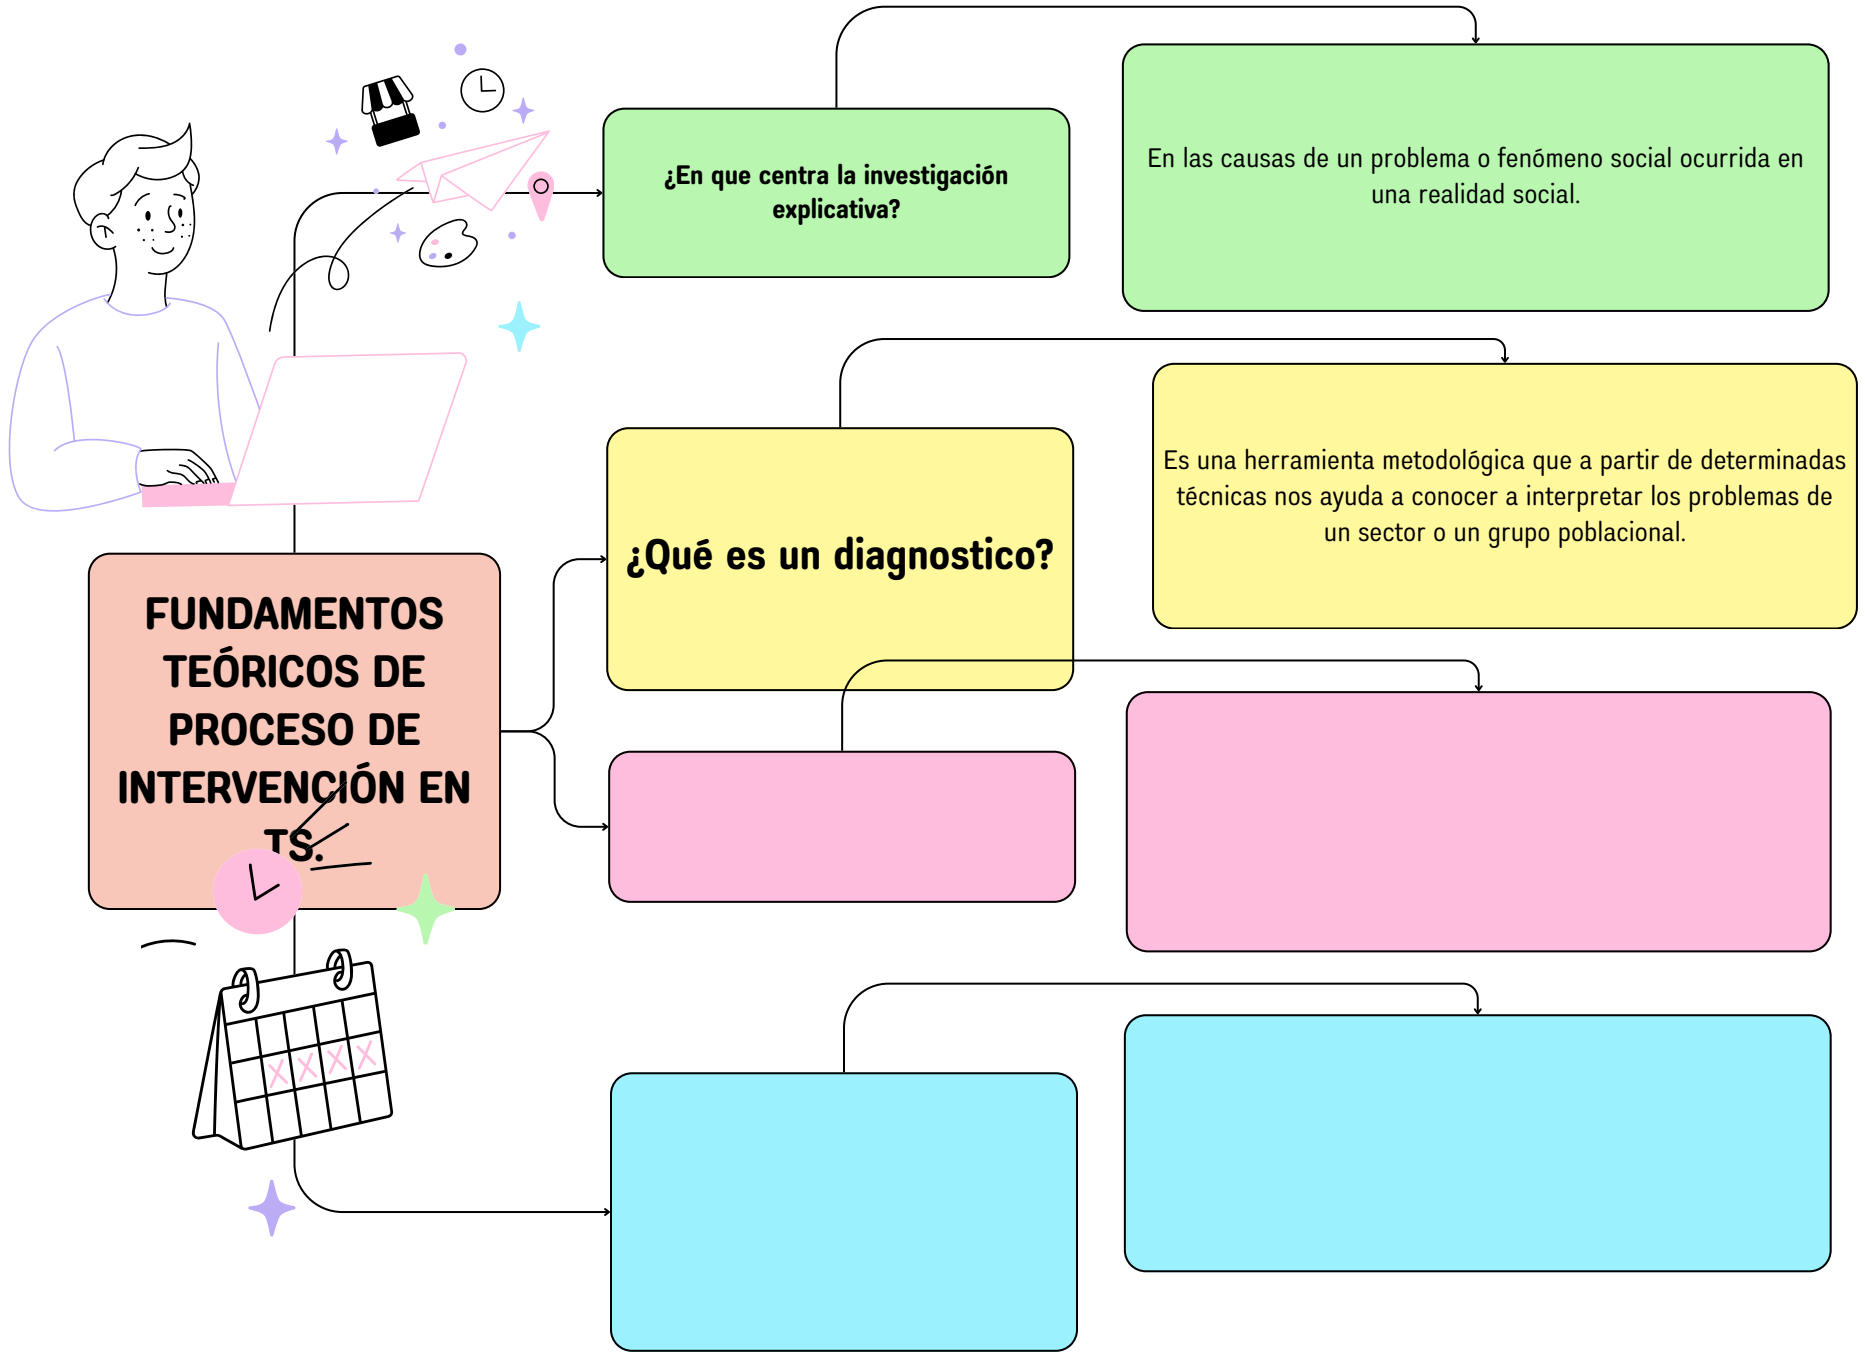 ¿En que centra la investigación
explicativa?
En las causas de un problema o fenómeno social ocurrida en
una realidad social.
¿Qué es un diagnostico?
Es una herramienta metodológica que a partir de determinadas
técnicas nos ayuda a conocer a interpretar los problemas de
un sector o un grupo poblacional.
FUNDAMENTOS
TEÓRICOS DE
PROCESO DE
INTERVENCIÓN EN
TS.